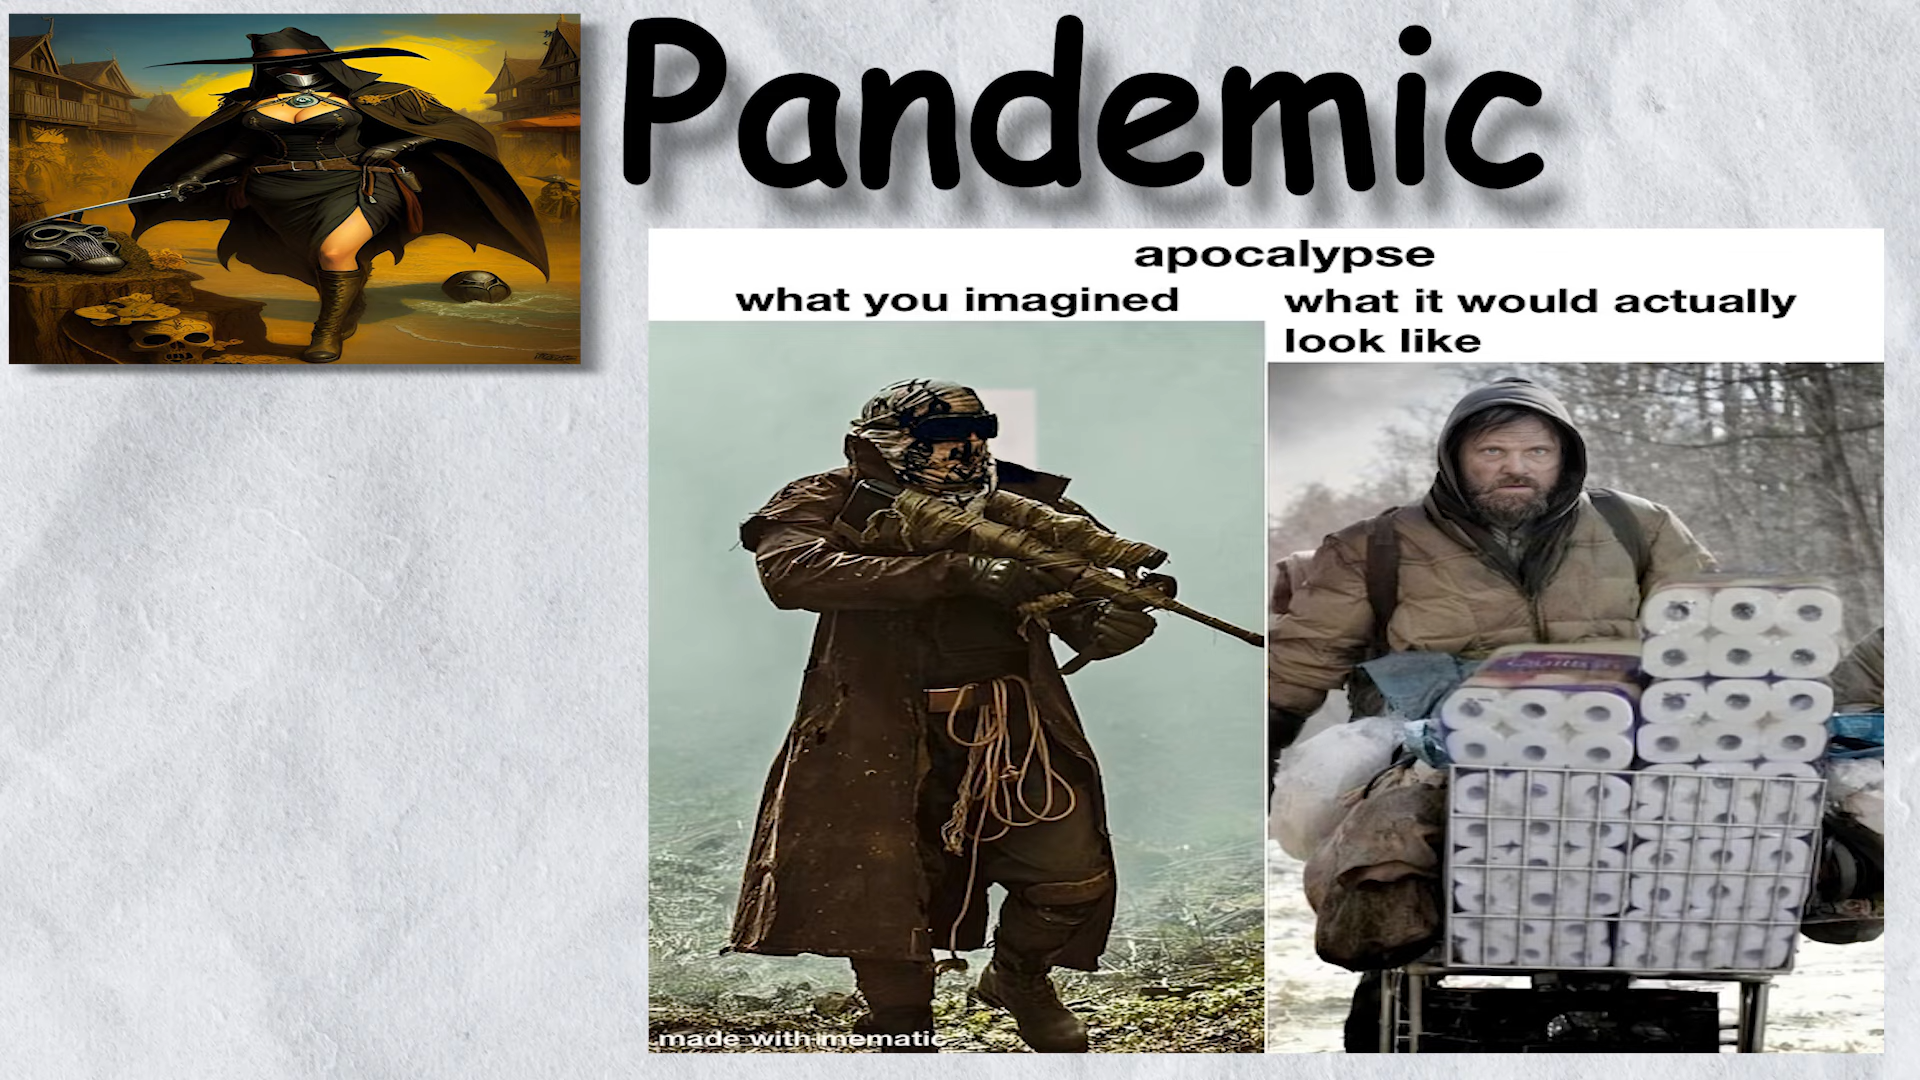 Pandemic
apocalypse
what you imagined
what it would actually
look like
made with mematic